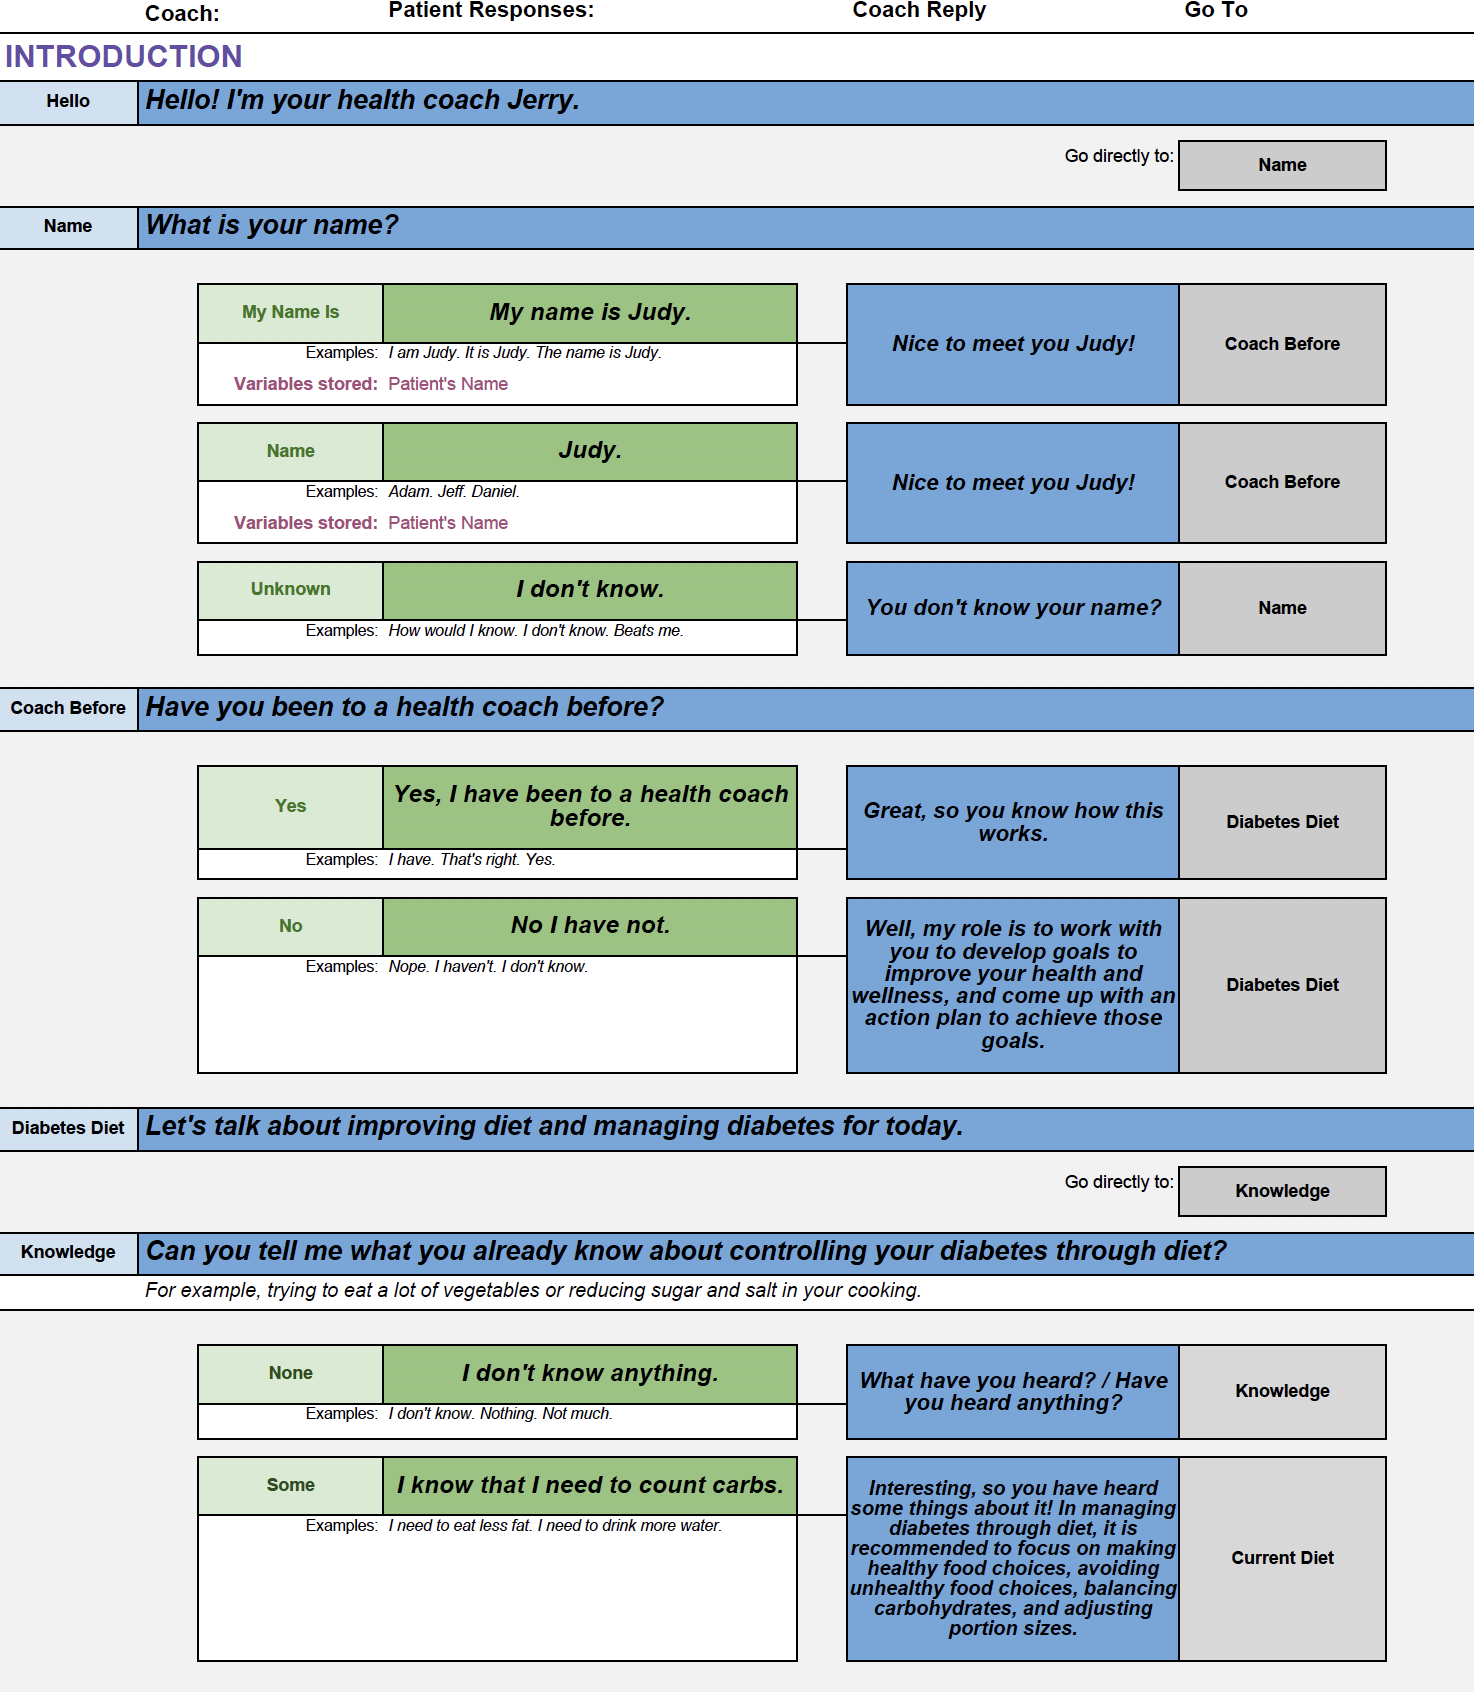 Coach: Patient Responses: Coach Reply Go To
INTRODUCTION
Hello Hello! I'm your health coach Jerry.
Go directly to: Name
Name What is your name?
My Name Is My name is Judy.
Examples: I am Judy. It is Judy. The name is Judy.
Variables stored: Patient's Name
Nice to meet you Judy!
Coach Before
Name Judy.
Examples: Adam. Jeff. Daniel.
Variables stored: Patient's Name
Nice to meet you Judy!
Coach Before
Unknown I don't know.
Examples: How would I know. I don't know. Beats me.
You don't know your name?
Name
Coach Before Have you been to a health coach before?
Yes
Yes, I have been to a health coach
before.
Examples: I have. That's right. Yes.
Great, so you know how this
works.
Diabetes Diet
No No I have not.
Examples: Nope. I haven't. I don't know.
Well, my role is to work with
you to develop goals to
improve your health and
wellness, and come up with an
action plan to achieve those
goals.
Diabetes Diet
Diabetes Diet Let's talk about improving diet and managing diabetes for today.
Go directly to: Knowledge
Knowledge Can you tell me what you already know about controlling your diabetes through diet?
For example, trying to eat a lot of vegetables or reducing sugar and salt in your cooking.
None I don't know anything.
Examples: I don't know. Nothing. Not much.
What have you heard? / Have
you heard anything?
Knowledge
Some I know that I need to count carbs.
Examples: I need to eat less fat. I need to drink more water.
Interesting, so you have heard
some things about it! In managing
diabetes through diet, it is
recommended to focus on making
healthy food choices, avoiding
unhealthy food choices, balancing
carbohydrates, and adjusting
portion sizes.
Current Diet